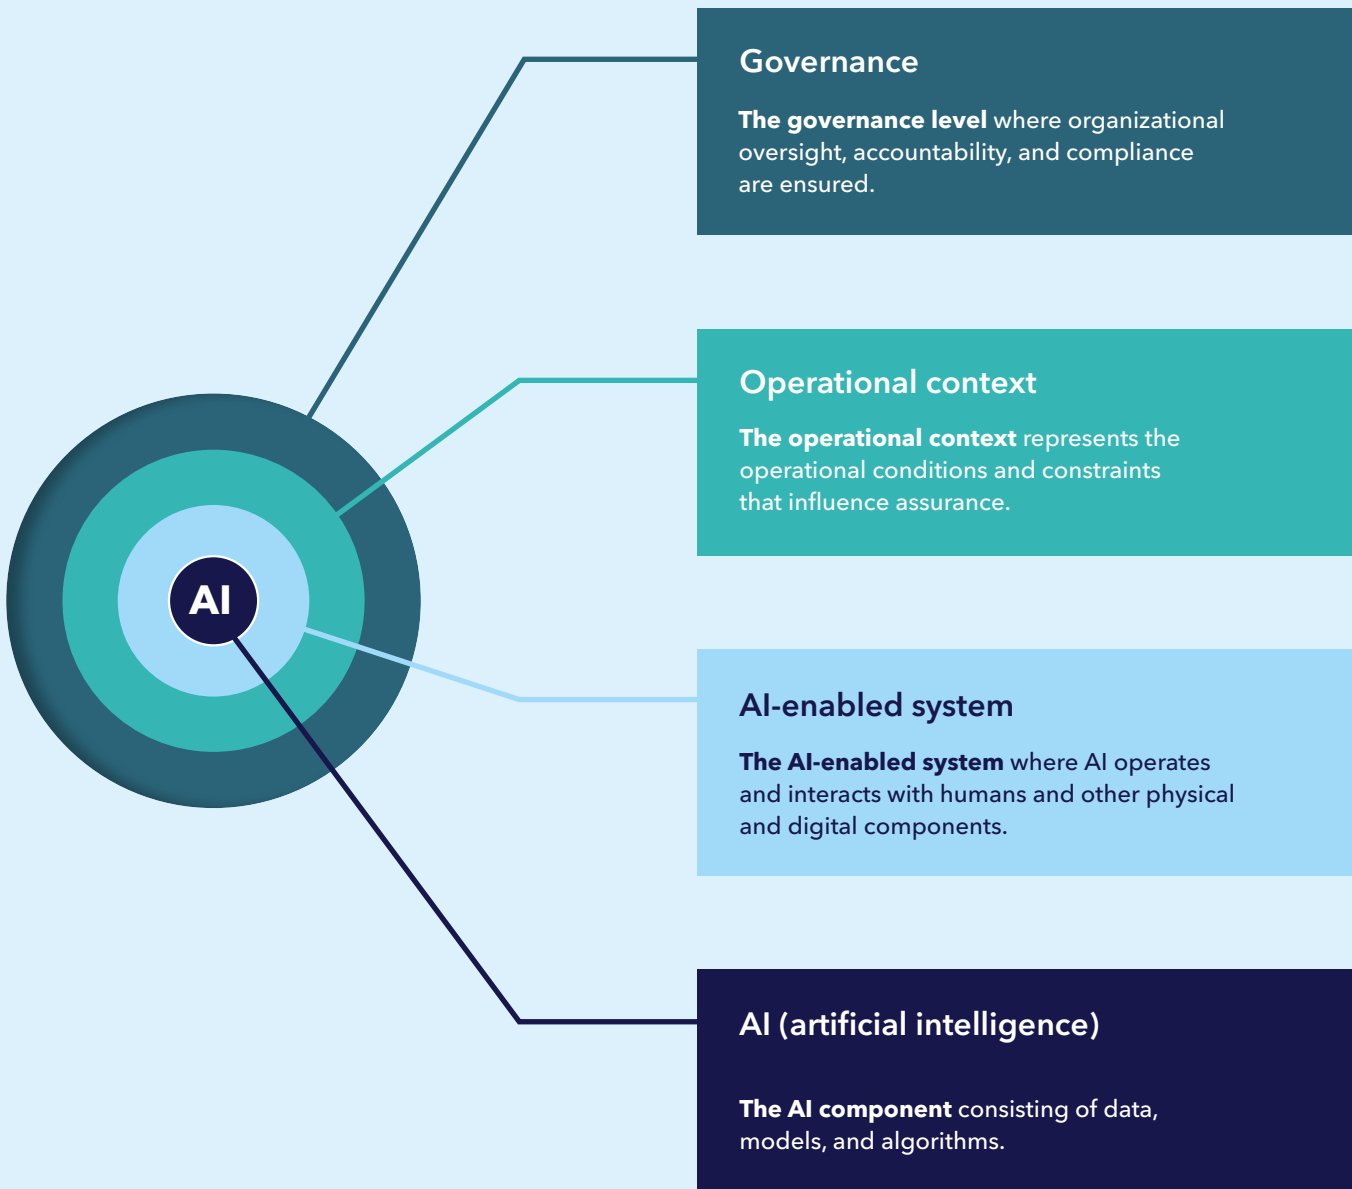 Governance
The governance level where organizational
oversight, accountability, and compliance
are ensured.
Operational context
The operational context represents the
operational conditions and constraints
that influence assurance.
AI
AI-enabled system
The AI-enabled system where AI operates
and interacts with humans and other physical
and digital components.
AI (artificial intelligence)
The AI component consisting of data,
models, and algorithms.